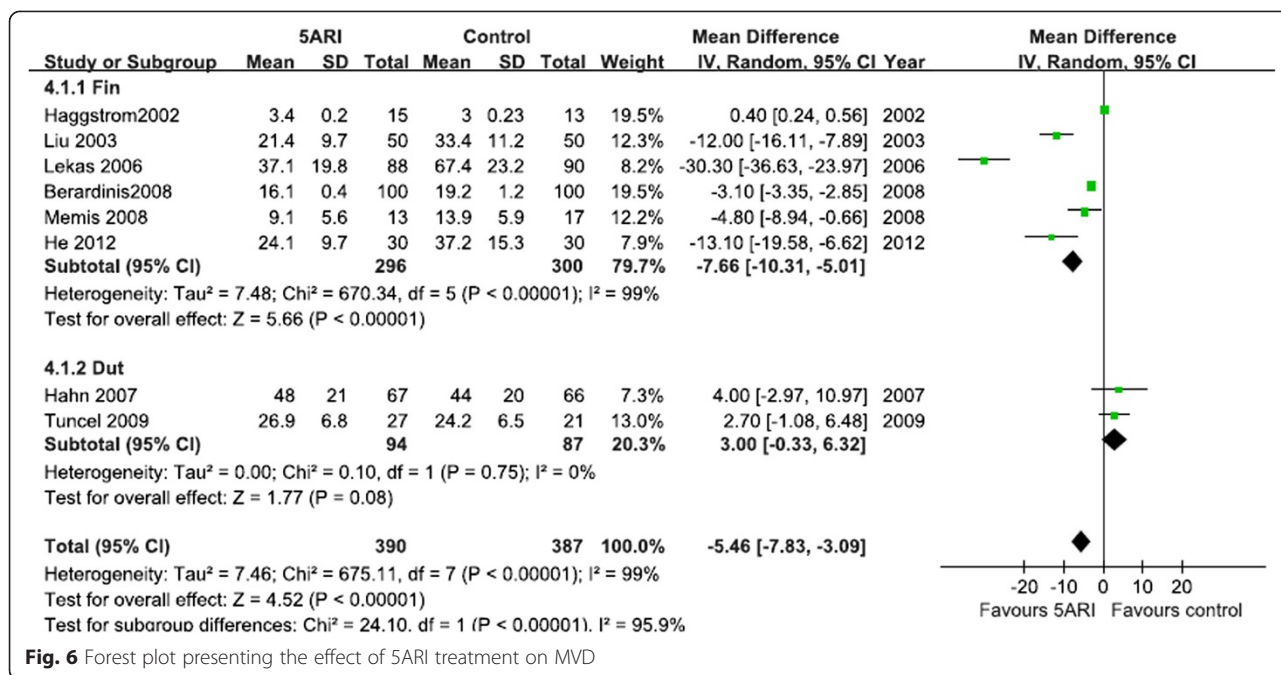 5ARI Control Mean Difference Mean Difference
Study or Subgroup Mean SD Total Mean SD Total Weight IV, Random, 95% CI Year IV, Random, 95% CI
4.1.1 Fin
Haggstrom2002 3.4 0.2 15 3 0.23 13 19.5% 0.40 [0.24, 0.56] 2002
Liu 2003 21.4 9.7 50 33.4 11.2 50 12.3% -12.00 [-16.11, -7.89] 2003
Lekas 2006 37.1 19.8 88 67.4 23.2 90 8.2% -30.30 [-36.63, -23.97] 2006
Berardinis2008 16.1 0.4 100 19.2 1.2 100 19.5% -3.10 [-3.35, -2.85] 2008
Memis 2008 9.1 5.6 13 13.9 5.9 17 12.2% -4.80 [-8.94, -0.66] 2008
He 2012 24.1 9.7 30 37.2 15.3 30 7.9% -13.10 [-19.58, -6.62] 2012
Subtotal (95% CI) 296 300 79.7% -7.66 [-10.31, -5.01]
Heterogeneity: Tau² = 7.48; Chi² = 670.34, df = 5 (P < 0.00001); I² = 99%
Test for overall effect: Z = 5.66 (P < 0.00001)
4.1.2 Dut
Hahn 2007 48 21 67 44 20 66 7.3% 4.00 [-2.97, 10.97] 2007
Tuncel 2009 26.9 6.8 27 24.2 6.5 21 13.0% 2.70 [-1.08, 6.48] 2009
Subtotal (95% CI) 94 87 20.3% 3.00 [-0.33, 6.32]
Heterogeneity: Tau² = 0.00; Chi² = 0.10, df = 1 (P = 0.75); I² = 0%
Test for overall effect: Z = 1.77 (P = 0.08)
Total (95% CI) 390 387 100.0% -5.46 [-7.83, -3.09]
Heterogeneity: Tau² = 7.46; Chi² = 675.11, df = 7 (P < 0.00001); I² = 99%
Test for overall effect: Z = 4.52 (P < 0.00001)
Test for subgroup differences: Chi² = 24.10, df = 1 (P < 0.00001), I² = 95.9%
-20 -10 0 10 20
Favours 5ARI Favours control
Fig. 6 Forest plot presenting the effect of 5ARI treatment on MVD